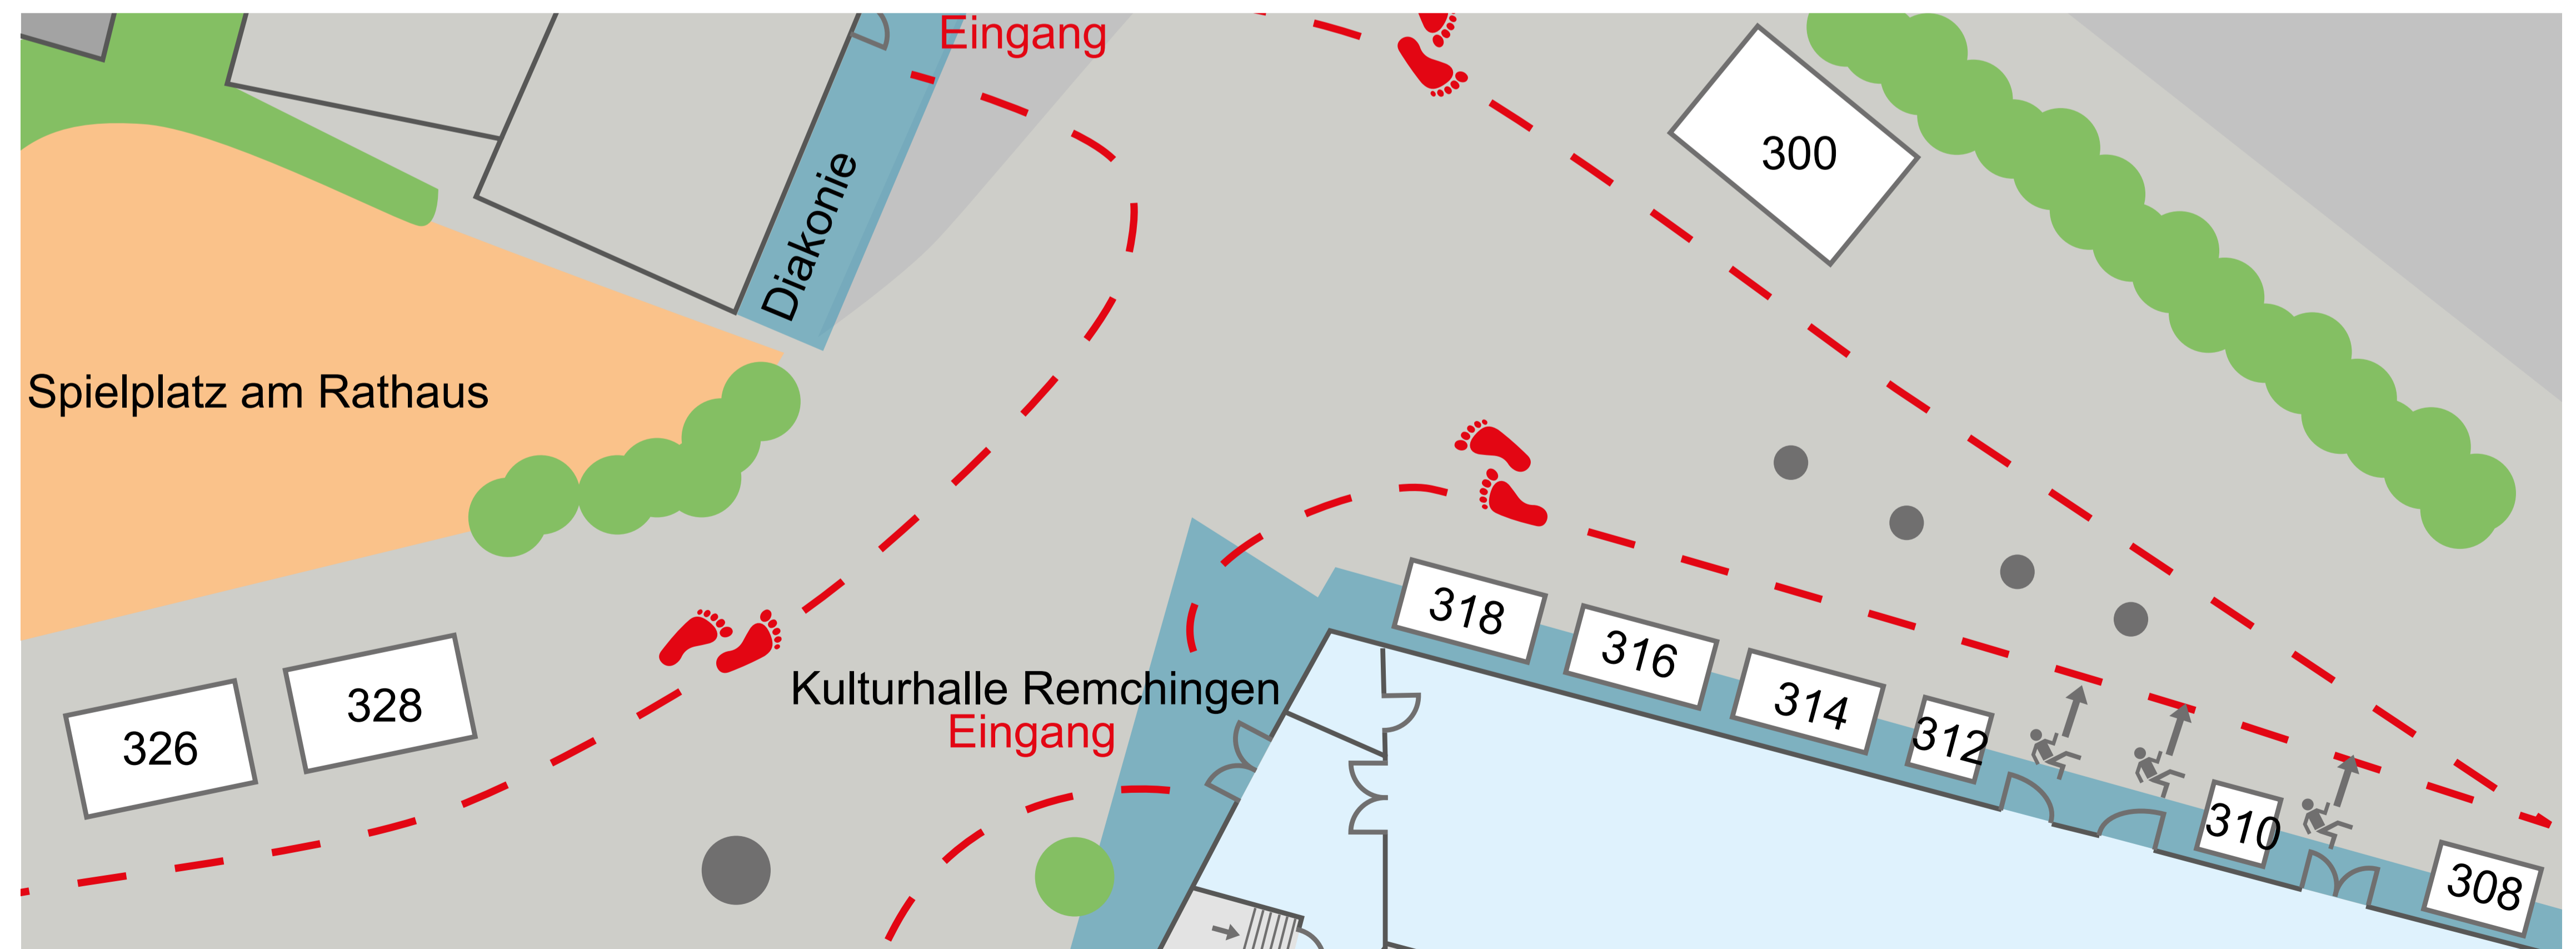 Eingang
300
Diakonie
Spielplatz am Rathaus
318
316
314
312
310
308
328
326
Kulturhalle Remchingen
Eingang